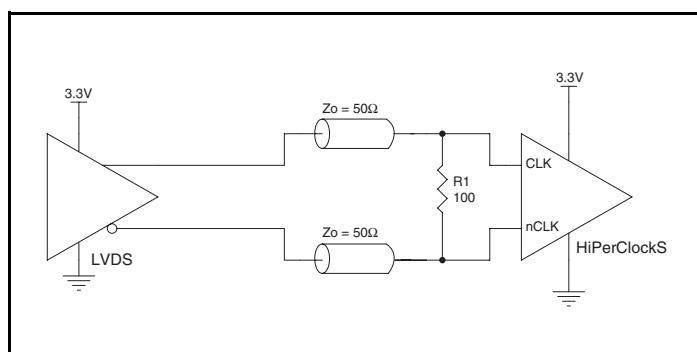 3.3V
3.3V
Zo = 50Ω
CLK
R1
100
Zo = 50Ω
nCLK
LVDS
HiPerClockS